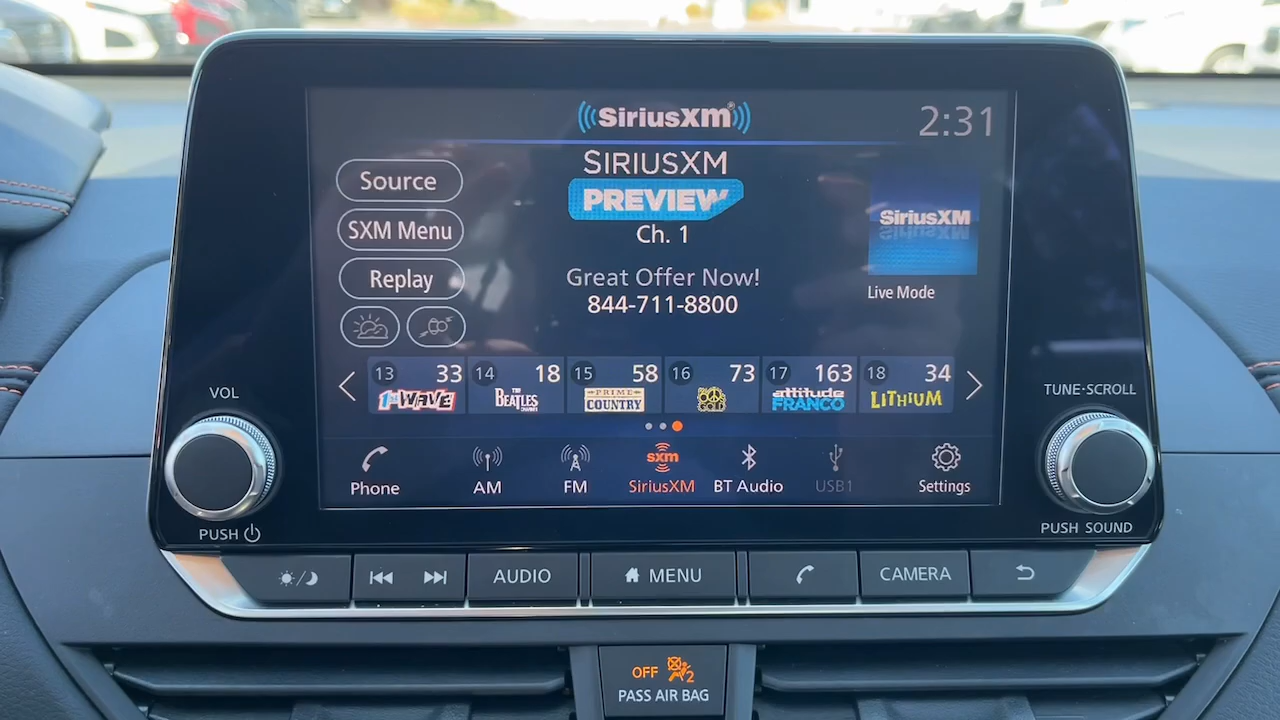 SiriusXM
2:31
SIRIUSXM
PREVIEW
Ch. 1
Source
SXM Menu
Replay
Great Offer Now!
844-711-8800
SiriusXM
Live Mode
13 33
1st WAVE
14 18
THE BEATLES CHANNEL
15 58
PRIME COUNTRY
16 73
GOLD
17 163
attitude FRANCO
18 34
LiTHiUM
Phone
AM
FM
sxm
SiriusXM
BT Audio
USB1
Settings
VOL
PUSH
TUNE·SCROLL
PUSH SOUND
AUDIO
MENU
CAMERA
OFF 2
PASS AIR BAG